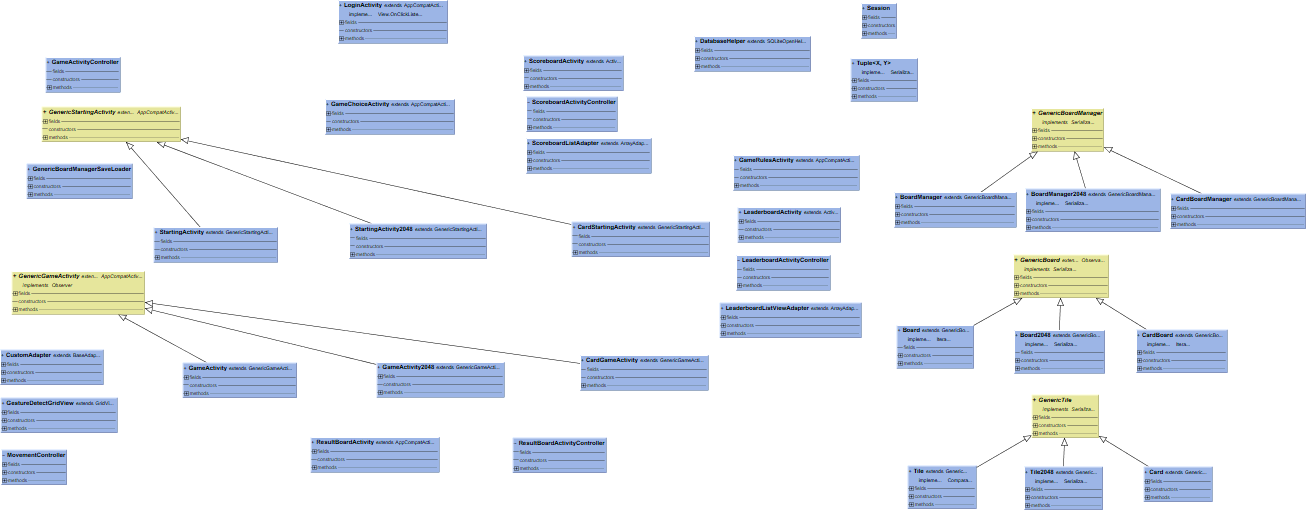 LoginActivity extends AppCompatActi...
impleme... View.OnClickListe...
fields
constructors
methods
Session
fields
constructors
methods
DatabaseHelper extends SQLiteOpenHel...
fields
constructors
methods
GameActivityController
fields
constructors
methods
ScoreboardActivity extends Activ...
fields
constructors
methods
Tuple<X, Y>
impleme... Serializa...
fields
constructors
methods
GenericStartingActivity exten... AppCompatActiv...
fields
constructors
methods
GameChoiceActivity extends AppCompatActi...
fields
constructors
methods
ScoreboardActivityController
fields
constructors
methods
GenericBoardManager
implements Serializa...
fields
constructors
methods
ScoreboardListAdapter extends ArrayAdap...
fields
constructors
methods
GenericBoardManagerSaveLoader
fields
constructors
methods
GameRulesActivity extends AppCompatActi...
fields
constructors
methods
BoardManager extends GenericBoardMana...
fields
constructors
methods
BoardManager2048 extends GenericBoardMana...
impleme... Serializa...
fields
constructors
methods
CardBoardManager extends GenericBoardMana...
fields
constructors
methods
StartingActivity extends GenericStartingActi...
fields
constructors
methods
StartingActivity2048 extends GenericStartingActi...
fields
constructors
methods
CardStartingActivity extends GenericStartingActi...
fields
constructors
methods
LeaderboardActivity extends Activ...
fields
constructors
methods
GenericGameActivity exten... AppCompatActiv...
implements Observer
fields
constructors
methods
LeaderboardActivityController
fields
constructors
methods
GenericBoard exten... Observa...
implements Serializa...
fields
constructors
methods
LeaderboardListViewAdapter extends ArrayAdap...
fields
constructors
methods
Board extends GenericBo...
impleme... Itera...
fields
constructors
methods
Board2048 extends GenericBo...
impleme... Serializa...
fields
constructors
methods
CardBoard extends GenericBo...
impleme... Itera...
fields
constructors
methods
CustomAdapter extends BaseAdap...
fields
constructors
methods
GameActivity extends GenericGameActi...
fields
constructors
methods
GameActivity2048 extends GenericGameActi...
fields
constructors
methods
CardGameActivity extends GenericGameActi...
fields
constructors
methods
GestureDetectGridView extends GridVi...
fields
constructors
methods
GenericTile
implements Serializa...
fields
constructors
methods
MovementController
fields
constructors
methods
ResultBoardActivity extends AppCompatActi...
fields
constructors
methods
ResultBoardActivityController
fields
constructors
methods
Tile extends Generic...
impleme... Compara...
fields
constructors
methods
Tile2048 extends Generic...
impleme... Serializa...
fields
constructors
methods
Card extends Generic...
fields
constructors
methods